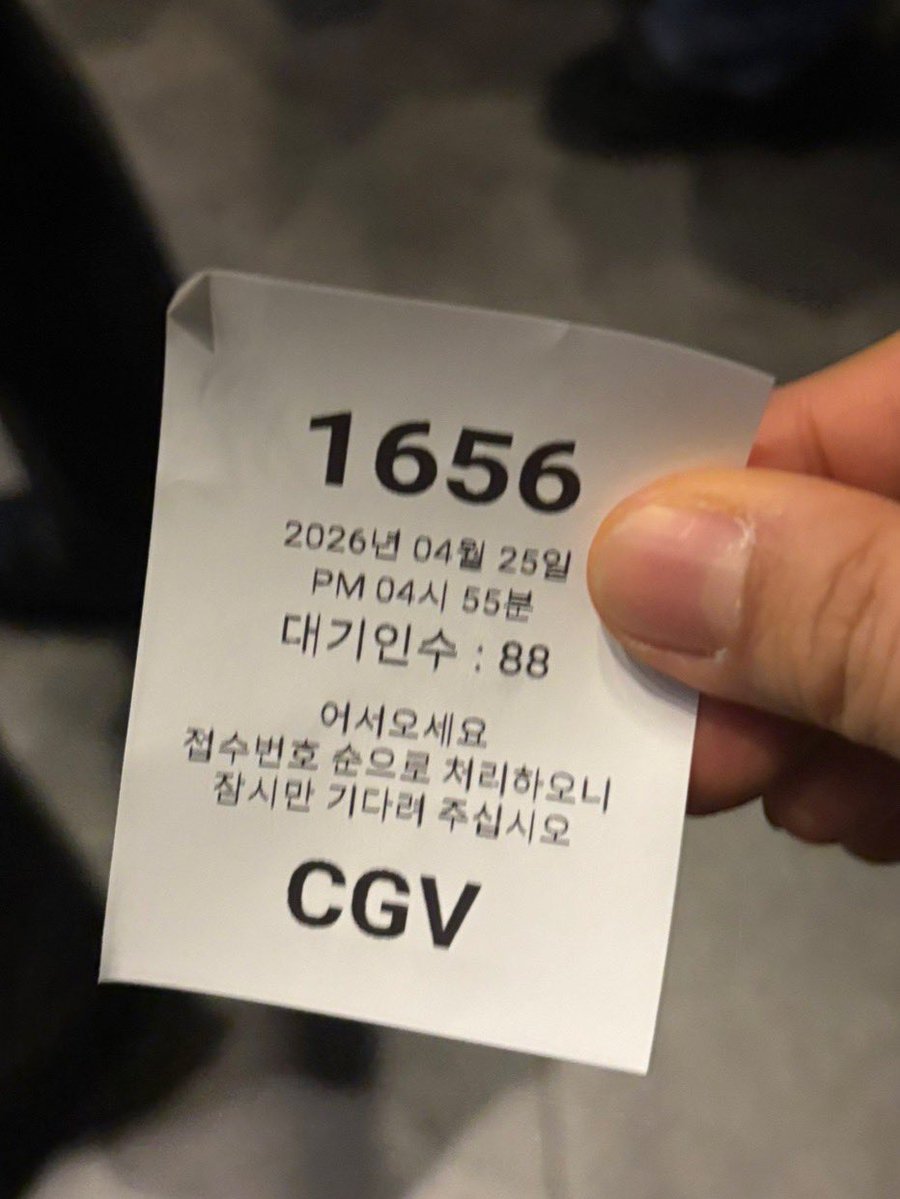 1656
2026년 04월 25일
PM 04시 55분
대기인수 : 88
어서오세요
접수번호 순으로 처리하오니
잠시만 기다려 주십시오
CGV